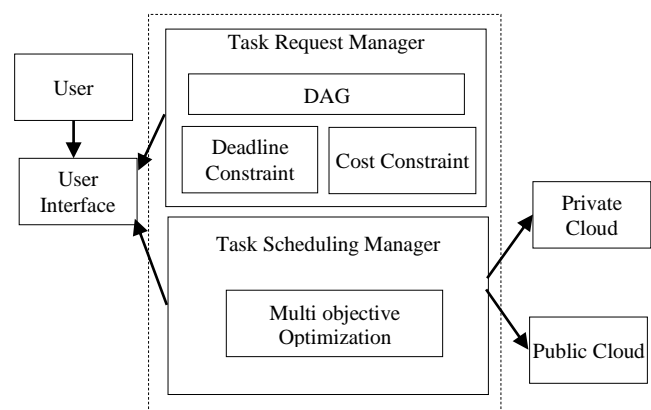 User
User
Interface
Task Request Manager
DAG
Deadline
Constraint
Cost Constraint
Task Scheduling Manager
Multi objective
Optimization
Private
Cloud
Public Cloud